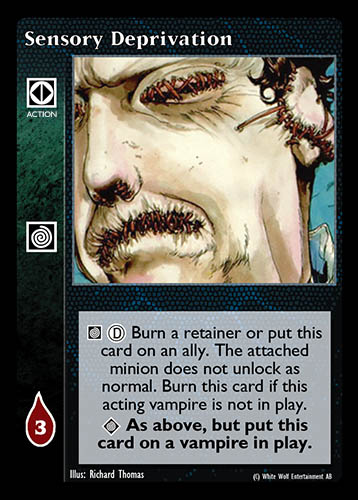 Sensory Deprivation
ACTION
D Burn a retainer or put this
card on an ally. The attached
minion does not unlock as
normal. Burn this card if this
acting vampire is not in play.
As above, but put this
card on a vampire in play.
3
Illus: Richard Thomas
(C) White Wolf Entertainment AB